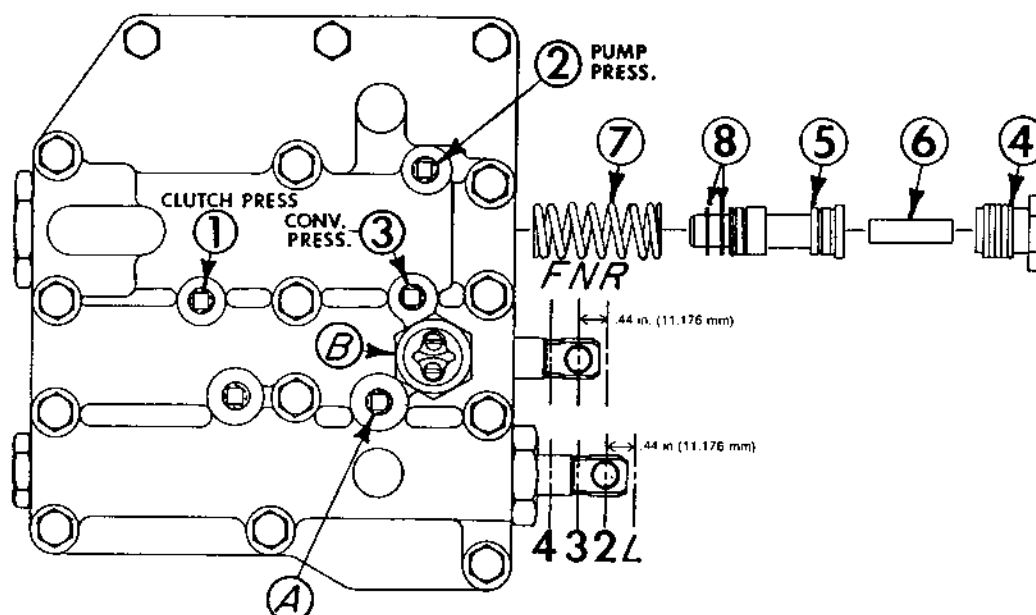 2 PUMP
PRESS.
7 8 5 6 4
CLUTCH PRESS
1
CONV.
PRESS. 3
F N R
.44 in. (11.176 mm)
B
.44 in (11.176 mm)
4 3 2 L
A